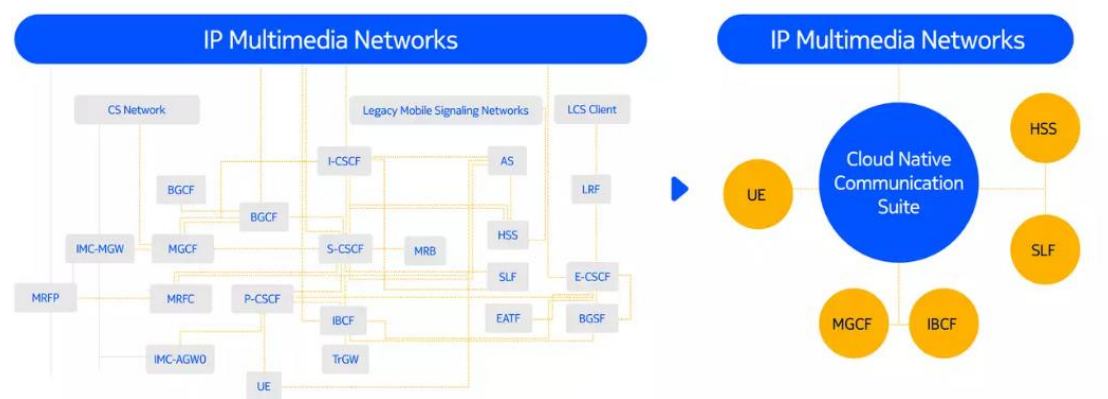 IP Multimedia Networks
CS Network
Legacy Mobile Signaling Networks
LCS Client
I-CSCF
AS
BGCF
LRF
BGCF
HSS
IMC-MGW
MGCF
S-CSCF
MRB
SLF
E-CSCF
MRFP
MRFC
P-CSCF
IBCF
EATF
BGSF
IMC-AGW0
TrGW
UE
IP Multimedia Networks
HSS
Cloud Native
Communication
Suite
UE
SLF
MGCF
IBCF